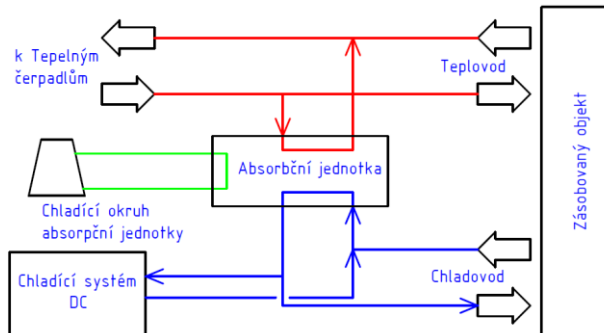 k Tepelným
čerpadlům
Teplovod
Absorbční jednotka
Chladící okruh
absorpční jednotky
Chladící systém
DC
Chladovod
Zásobovaný objekt